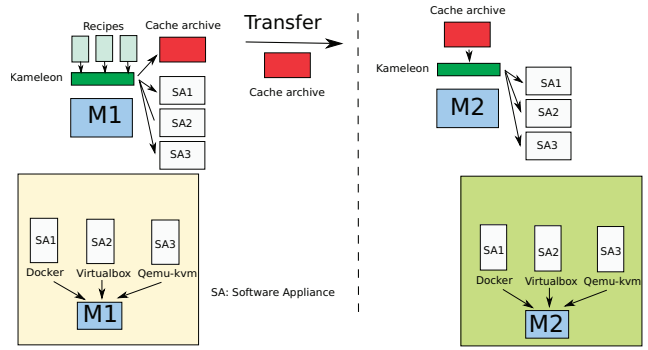 Recipes
Cache archive
Transfer
Kameleon
Cache archive
M1
SA1
SA2
SA3
Cache archive
Kameleon
M2
SA1
SA2
SA3
SA1
SA2
SA3
Docker
Virtualbox
Qemu-kvm
M1
SA: Software Appliance
SA1
SA2
SA3
Docker
Virtualbox
Qemu-kvm
M2